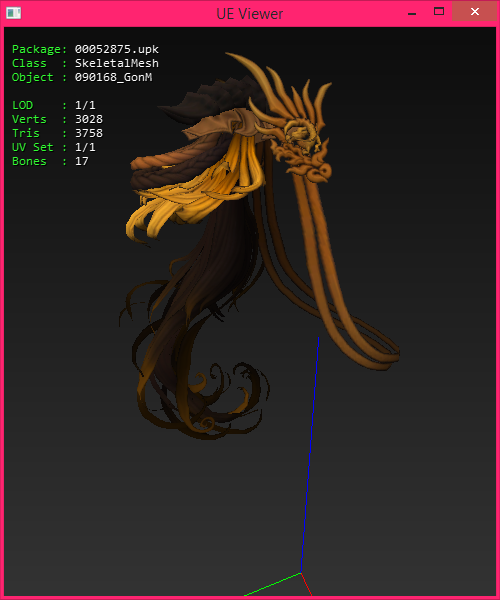 UE Viewer
Package: 00052875.upk
Class : SkeletalMesh
Object : 090168_GonM
LOD : 1/1
Verts : 3028
Tris : 3758
UV Set : 1/1
Bones : 17